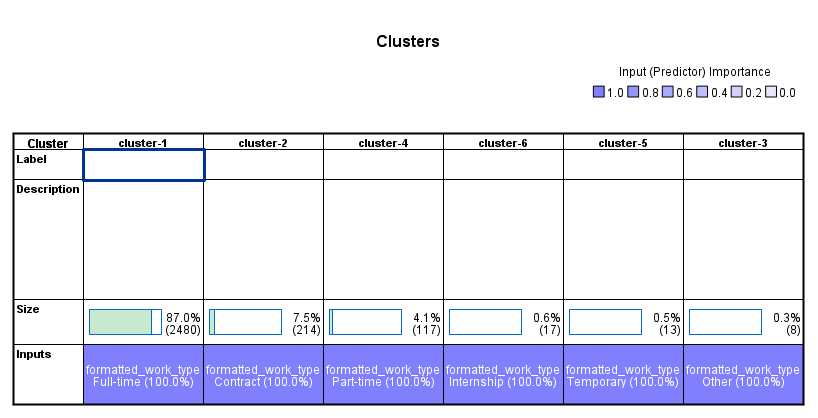 Clusters
Input (Predictor) Importance
1.0 0.8 0.6 0.4 0.2 0.0
Cluster cluster-1 cluster-2 cluster-4 cluster-6 cluster-5 cluster-3
Label
Description
Size
87.0% 7.5% 4.1% 0.6% 0.5% 0.3%
(2480) (214) (117) (17) (13) (8)
Inputs
formatted_work_type formatted_work_type formatted_work_type formatted_work_type formatted_work_type formatted_work_type
Full-time (100.0%) Contract (100.0%) Part-time (100.0%) Internship (100.0%) Temporary (100.0%) Other (100.0%)